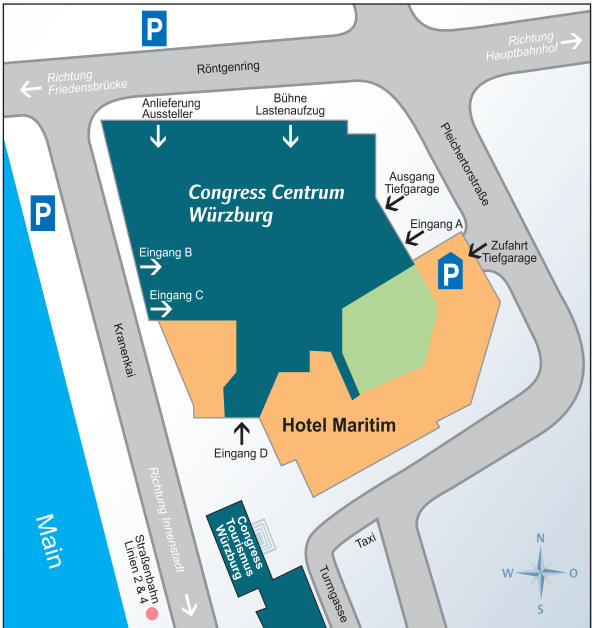 P
Richtung
Hauptbahnhof
Röntgenring
Richtung
Friedensbrücke
Anlieferung
Aussteller
Bühne
Lastenaufzug
Pleichertorstraße
Congress Centrum
Würzburg
Ausgang
Tiefgarage
P
Eingang A
Zufahrt
Tiefgarage
Eingang B
P
Eingang C
Kranenkai
Hotel Maritim
Eingang D
Richtung Innenstadt
Main
Straßenbahn
Linien 2 & 4
Congress
Tourismus
Würzburg
Taxi
Turmgasse
N
W
O
S